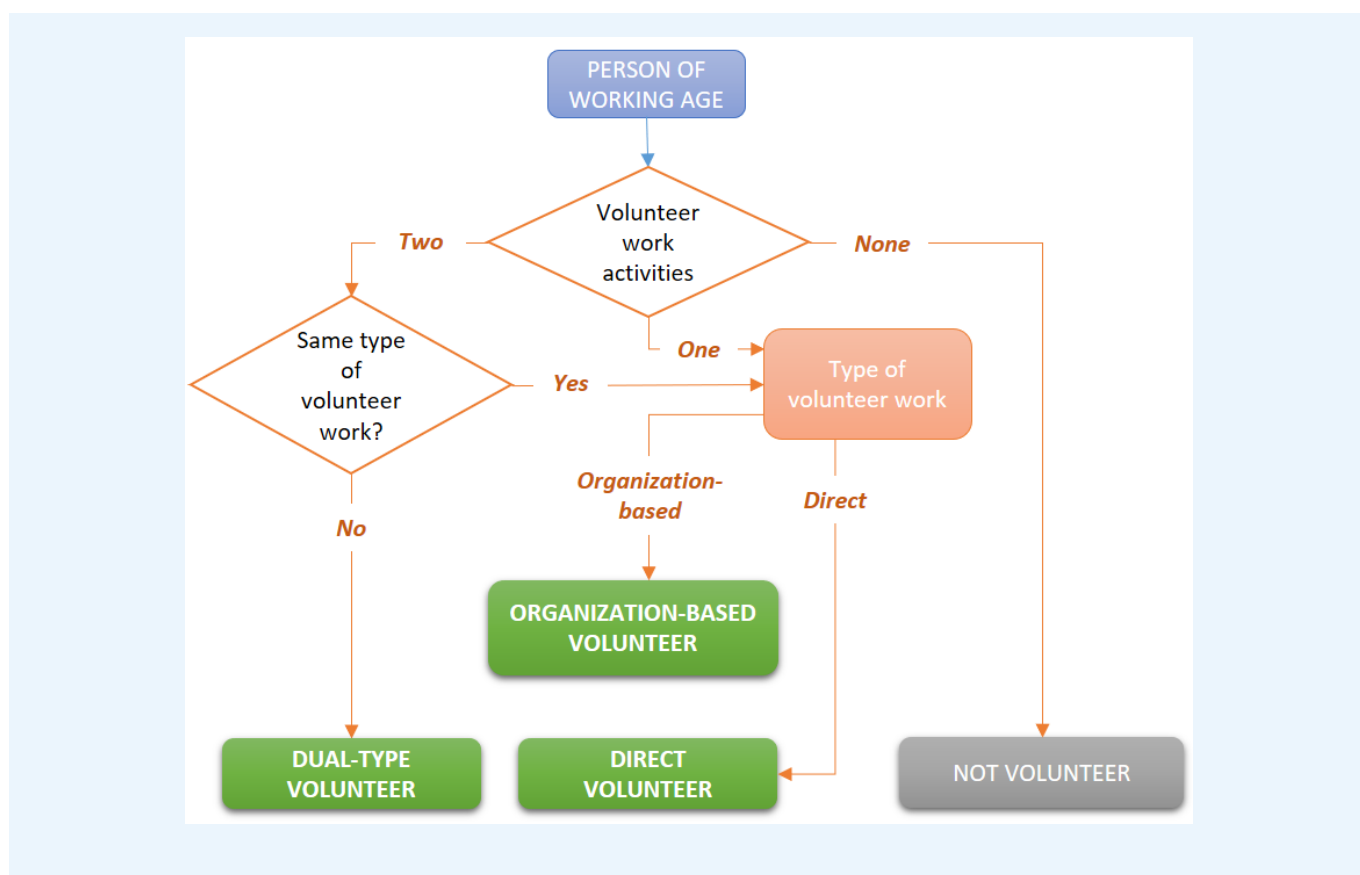 PERSON OF
WORKING AGE
Volunteer
work
activities
Two
None
Same type
of
volunteer
work?
One
Yes
Type of
volunteer work
Organization-
based
Direct
No
ORGANIZATION-BASED
VOLUNTEER
DUAL-TYPE
VOLUNTEER
DIRECT
VOLUNTEER
NOT VOLUNTEER